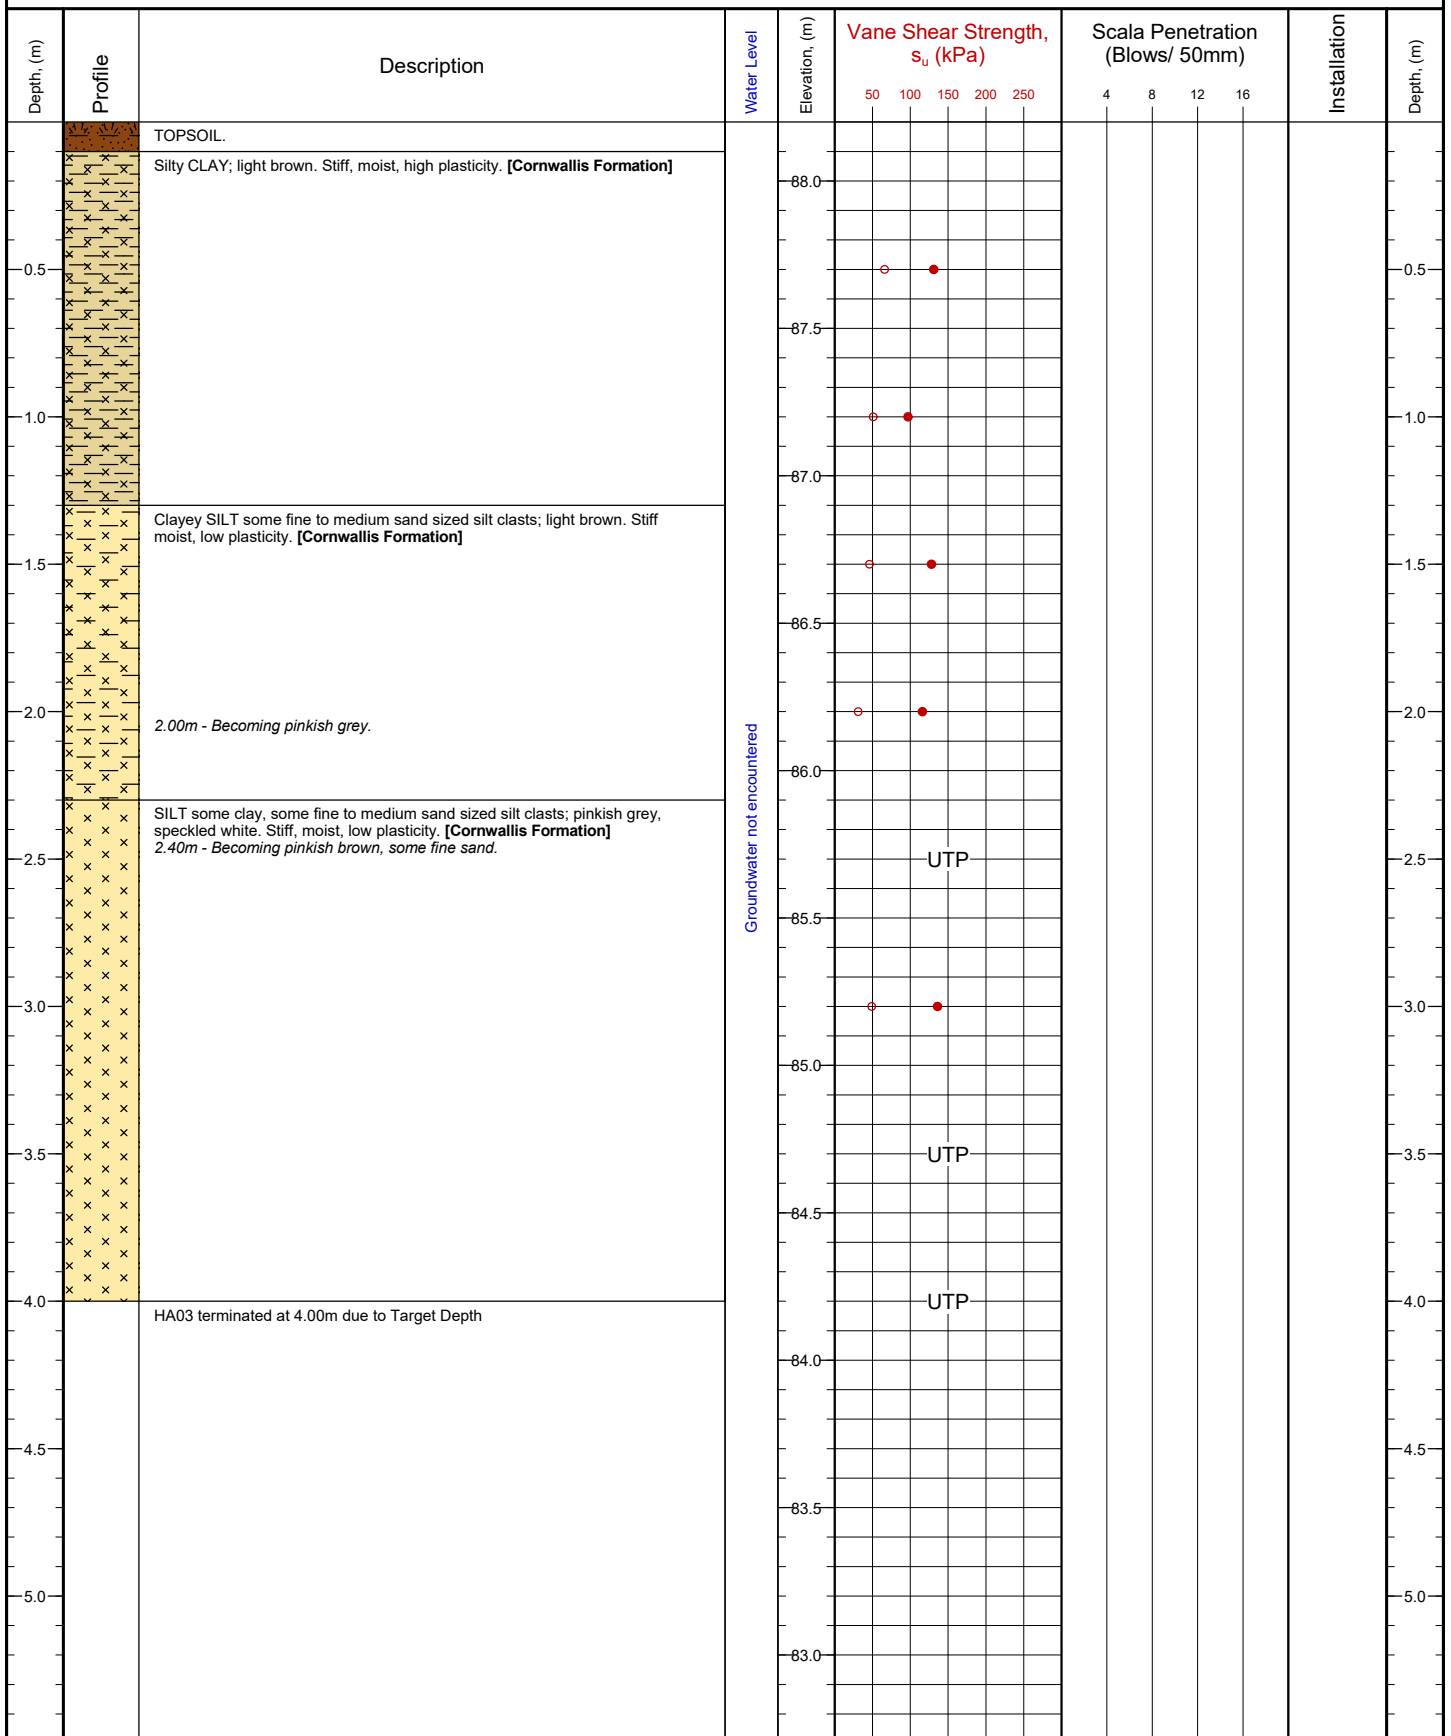 Depth, (m)
Profile
Description
Water Level
Elevation, (m)
Vane Shear Strength,
su (kPa)
50 100 150 200 250
Scala Penetration
(Blows/ 50mm)
4 8 12 16
Installation
Depth, (m)
TOPSOIL.
Silty CLAY; light brown. Stiff, moist, high plasticity. [Cornwallis Formation]
88.0
0.5 0.5
87.5
1.0 1.0
87.0
Clayey SILT some fine to medium sand sized silt clasts; light brown. Stiff
moist, low plasticity. [Cornwallis Formation]
1.5 1.5
86.5
2.0 2.0
2.00m - Becoming pinkish grey.
Groundwater not encountered
86.0
SILT some clay, some fine to medium sand sized silt clasts; pinkish grey,
speckled white. Stiff, moist, low plasticity. [Cornwallis Formation]
2.40m - Becoming pinkish brown, some fine sand.
2.5 UTP 2.5
85.5
3.0 3.0
85.0
3.5 UTP 3.5
84.5
4.0 UTP 4.0
HA03 terminated at 4.00m due to Target Depth
84.0
4.5 4.5
83.5
5.0 5.0
83.0